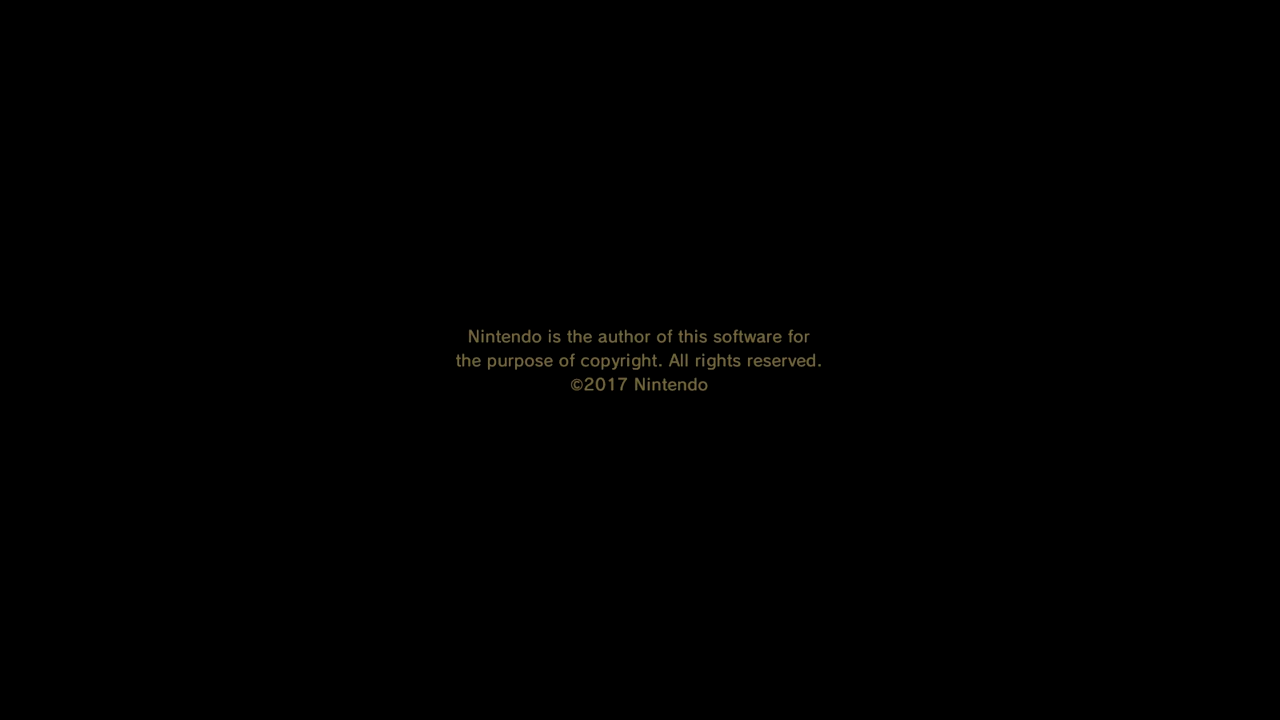 Nintendo is the author of this software for
the purpose of copyright. All rights reserved.
©2017 Nintendo